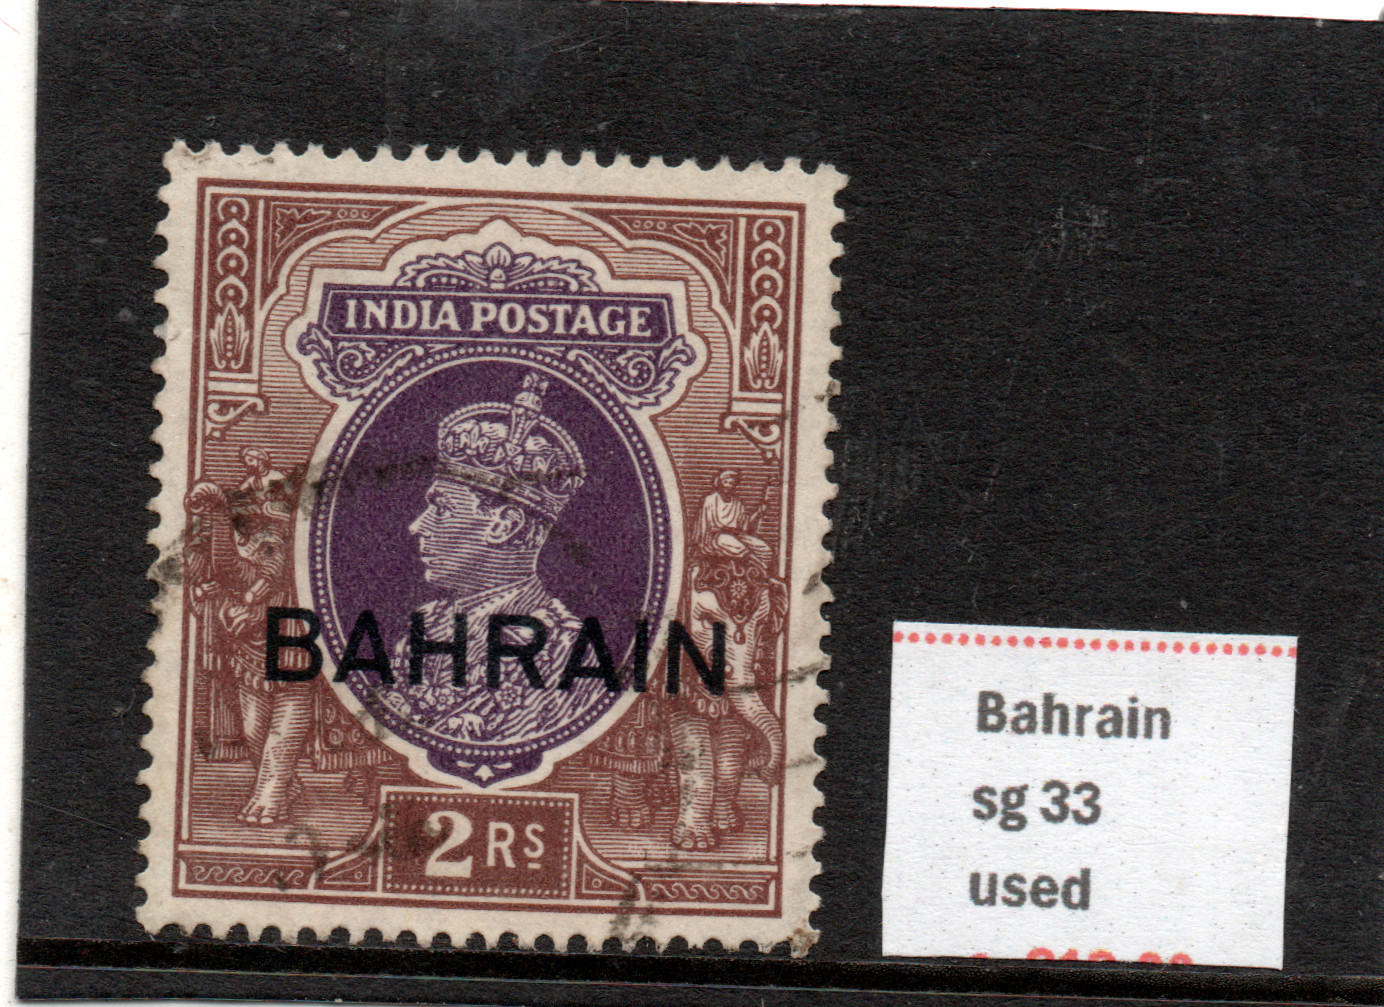 INDIA POSTAGE
BAHRAIN
2 Rs
Bahrain
sg 33
used